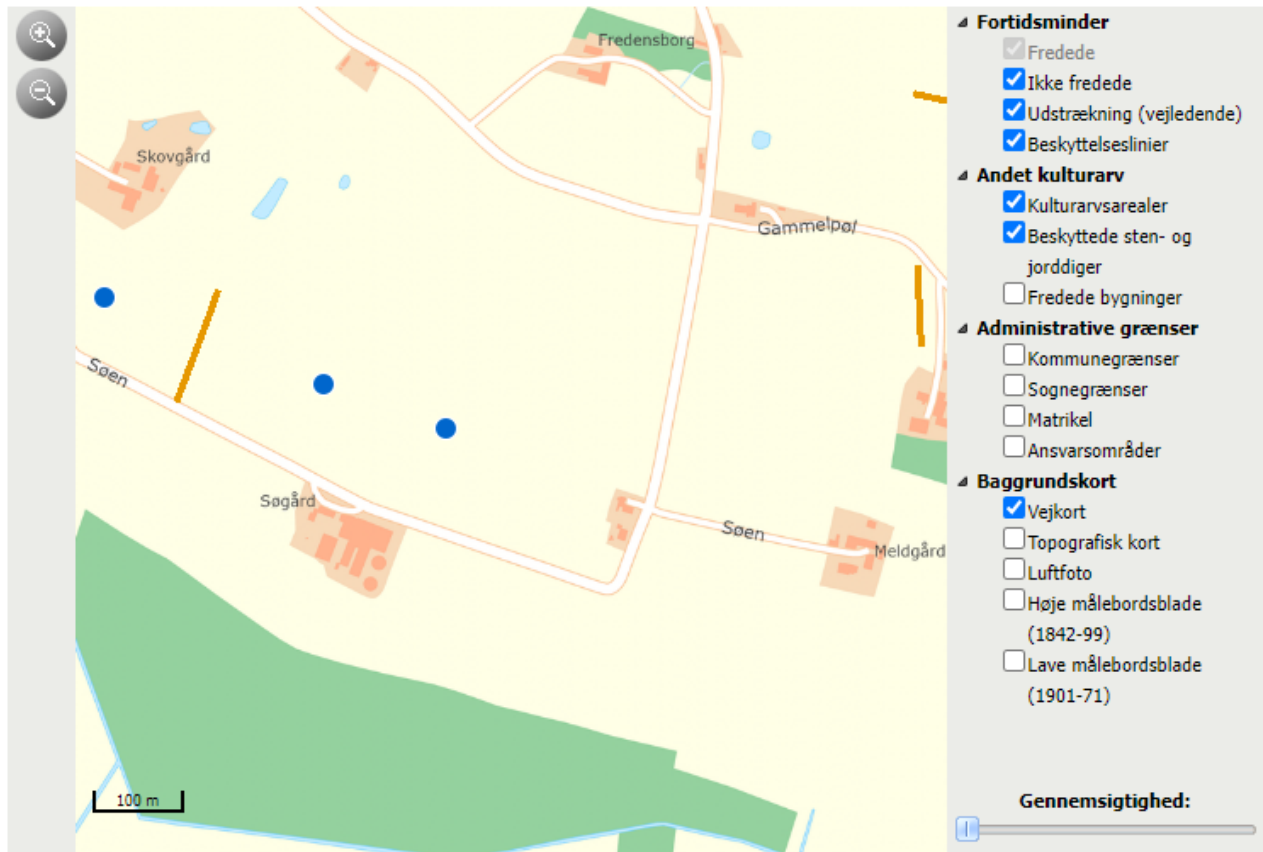 Fredensborg
Skovgård
Gammelpøl
Søen
Søgård
Søen
Meldgård
100 m
Fortidsminder
Fredede
Ikke fredede
Udstrækning (vejledende)
Beskyttelseslinier
Andet kulturarv
Kulturarvsarealer
Beskyttede sten- og
jorddiger
Fredede bygninger
Administrative grænser
Kommunegrænser
Sognegrænser
Matrikel
Ansvarsområder
Baggrundskort
Vejkort
Topografisk kort
Luftfoto
Høje målebordsblade
(1842-99)
Lave målebordsblade
(1901-71)
Gennemsigtighed: